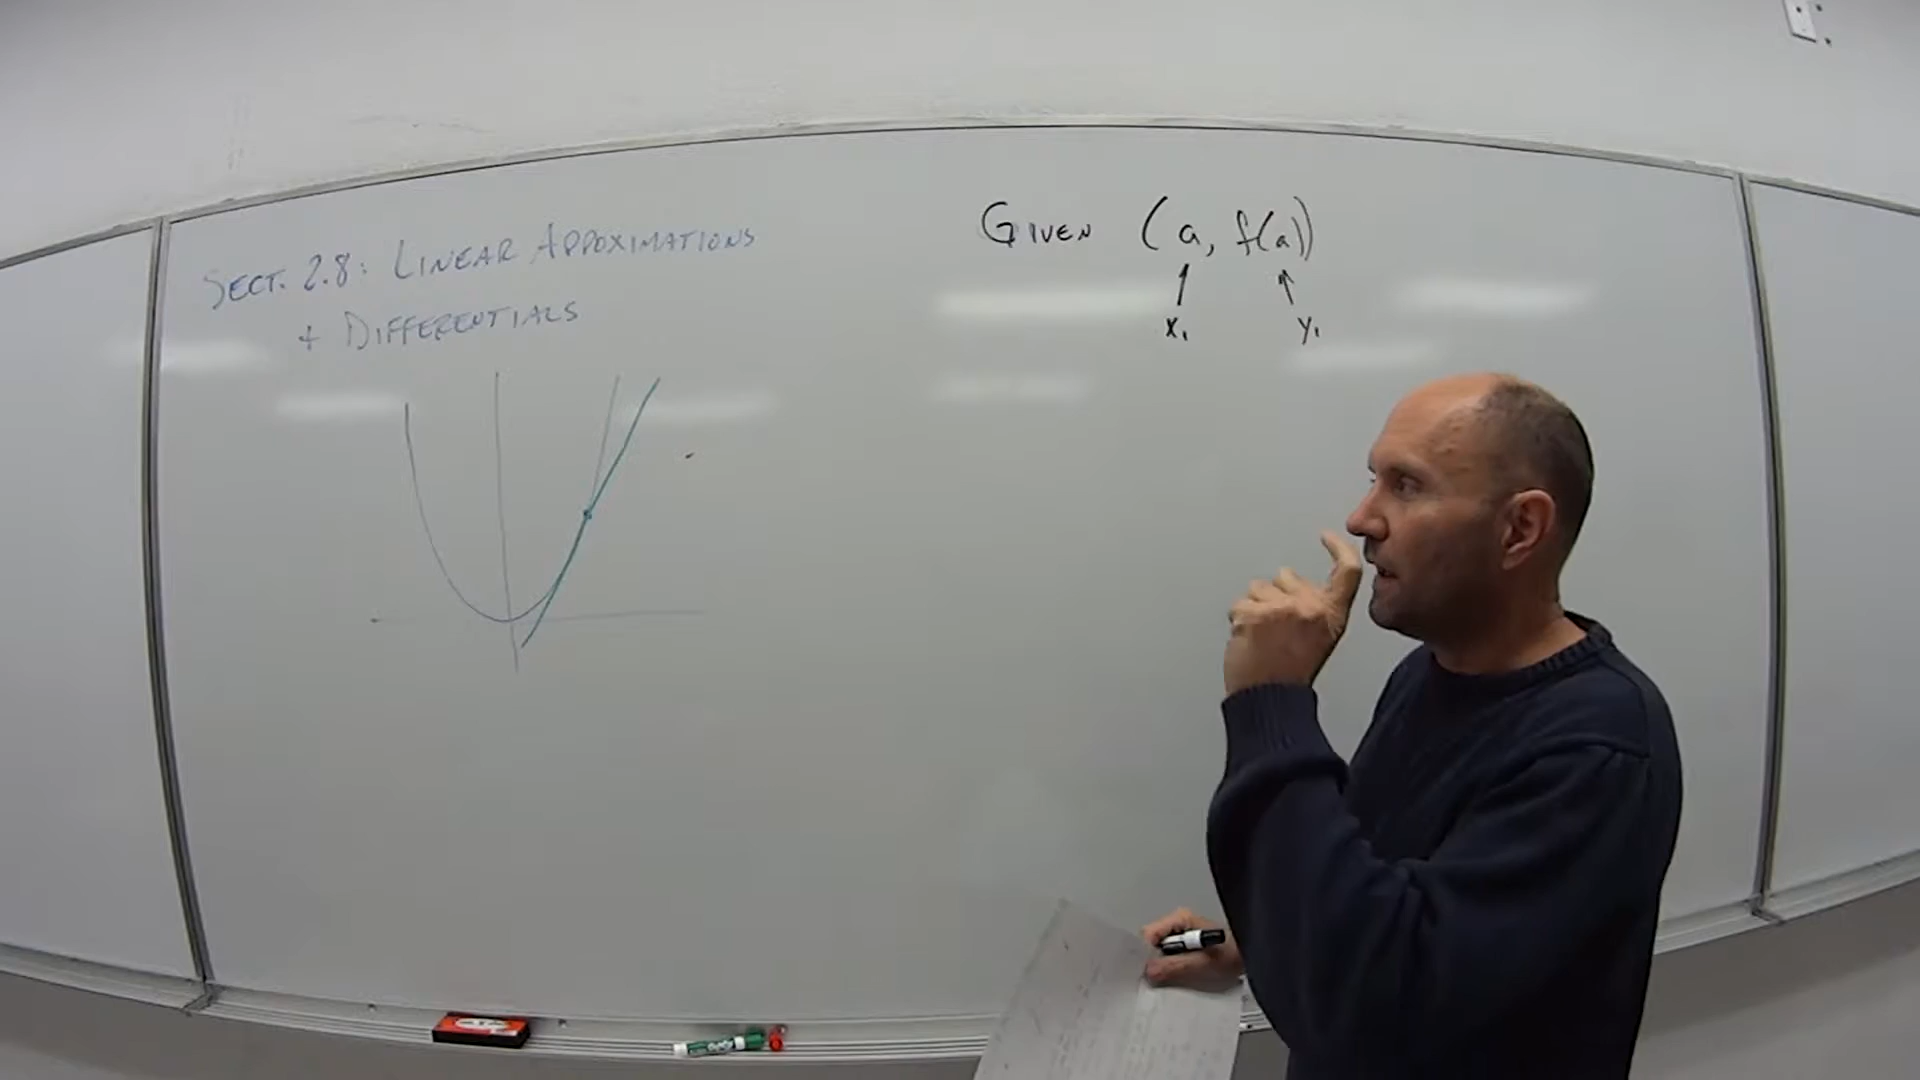 SECT. 2.8: LINEAR APPOXIMATIONS
+ DIFFERENTIALS
GIVEN (a, f(a))
x₁ y₁